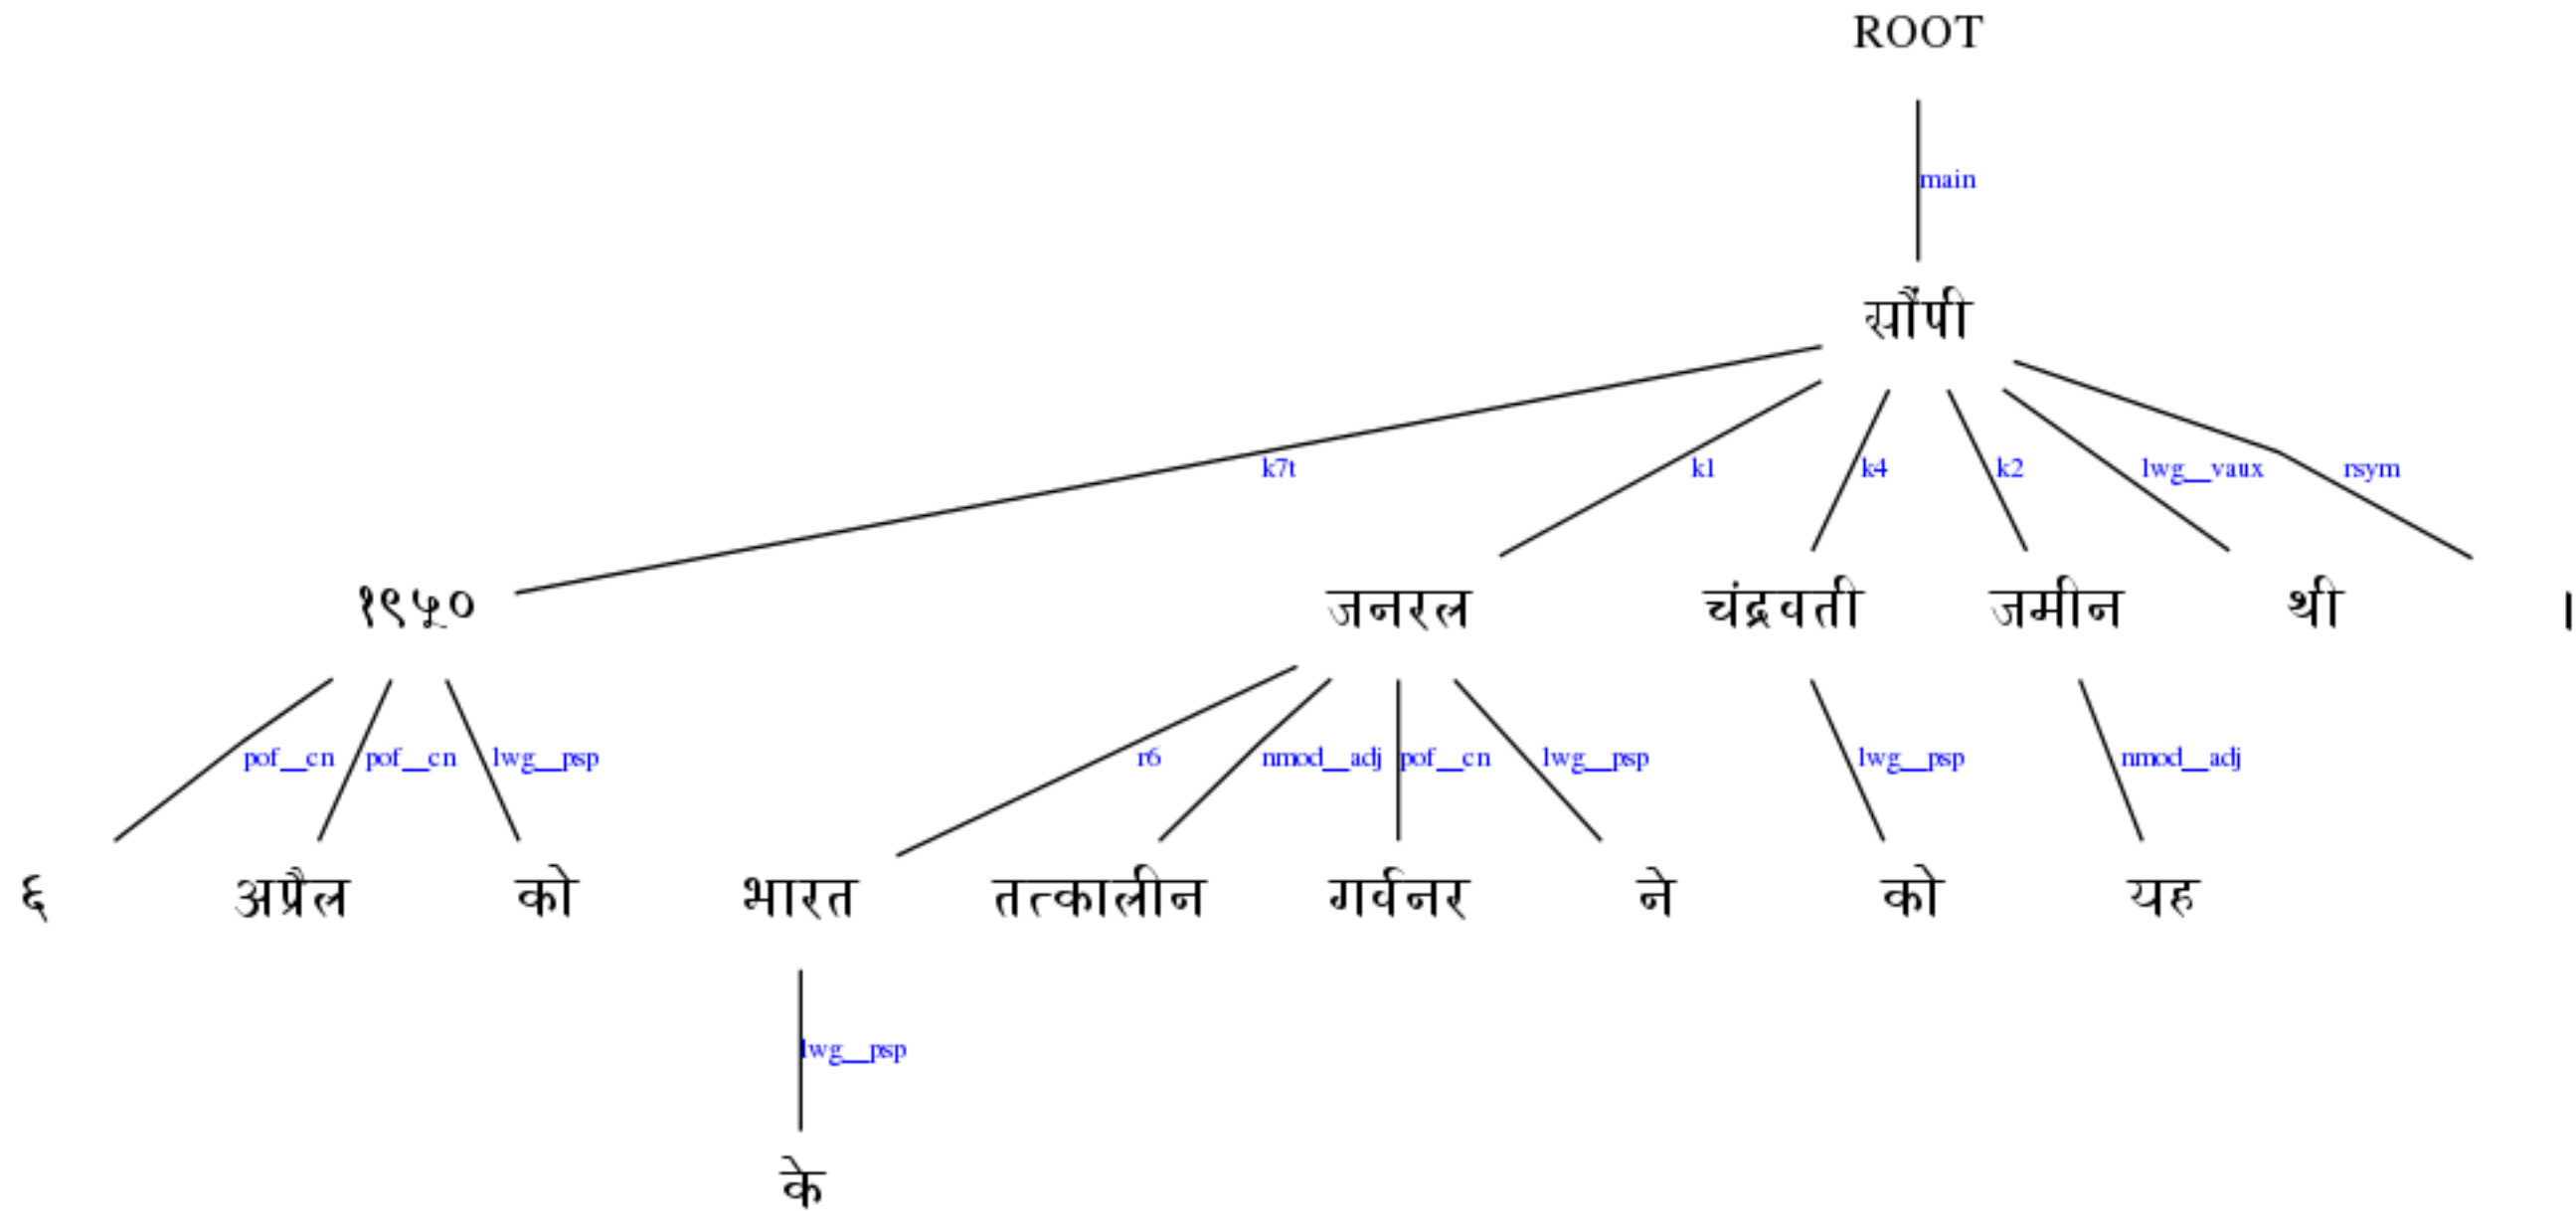 ROOT
main
सौंपी
k7t k1 k4 k2 lwg__vaux rsym
१९५० जनरल चंद्रवती जमीन थी ।
pof__cn pof__cn lwg__psp r6 nmod__adj pof__cn lwg__psp lwg__psp nmod__adj
६ अप्रैल को भारत तत्कालीन गर्वनर ने को यह
lwg__psp
के